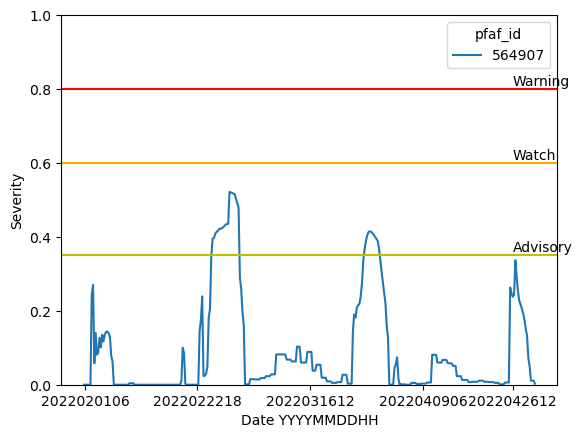 1.0
0.8
0.6
0.4
0.2
0.0
Severity
pfaf_id
564907
Warning
Watch
Advisory
2022020106
2022022218
2022031612
2022040906
2022042612
Date YYYYMMDDHH